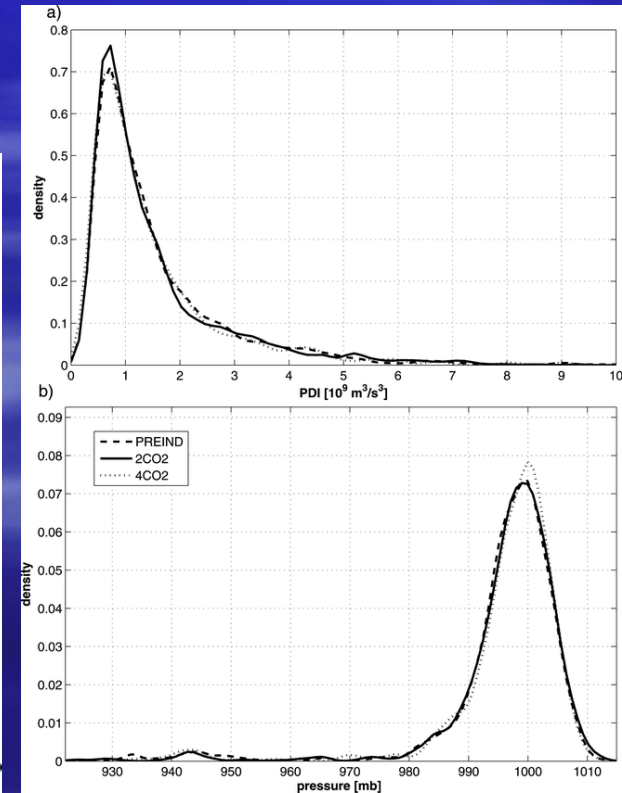 a)
0.8
0.7
0.6
0.5
0.4
0.3
0.2
0.1
0
density
0 1 2 3 4 5 6 7 8 9 10
PDI [10⁹ m³/s³]
b)
0.09
0.08
0.07
0.06
0.05
0.04
0.03
0.02
0.01
0
density
PREIND
2CO2
4CO2
930 940 950 960 970 980 990 1000 1010
pressure [mb]